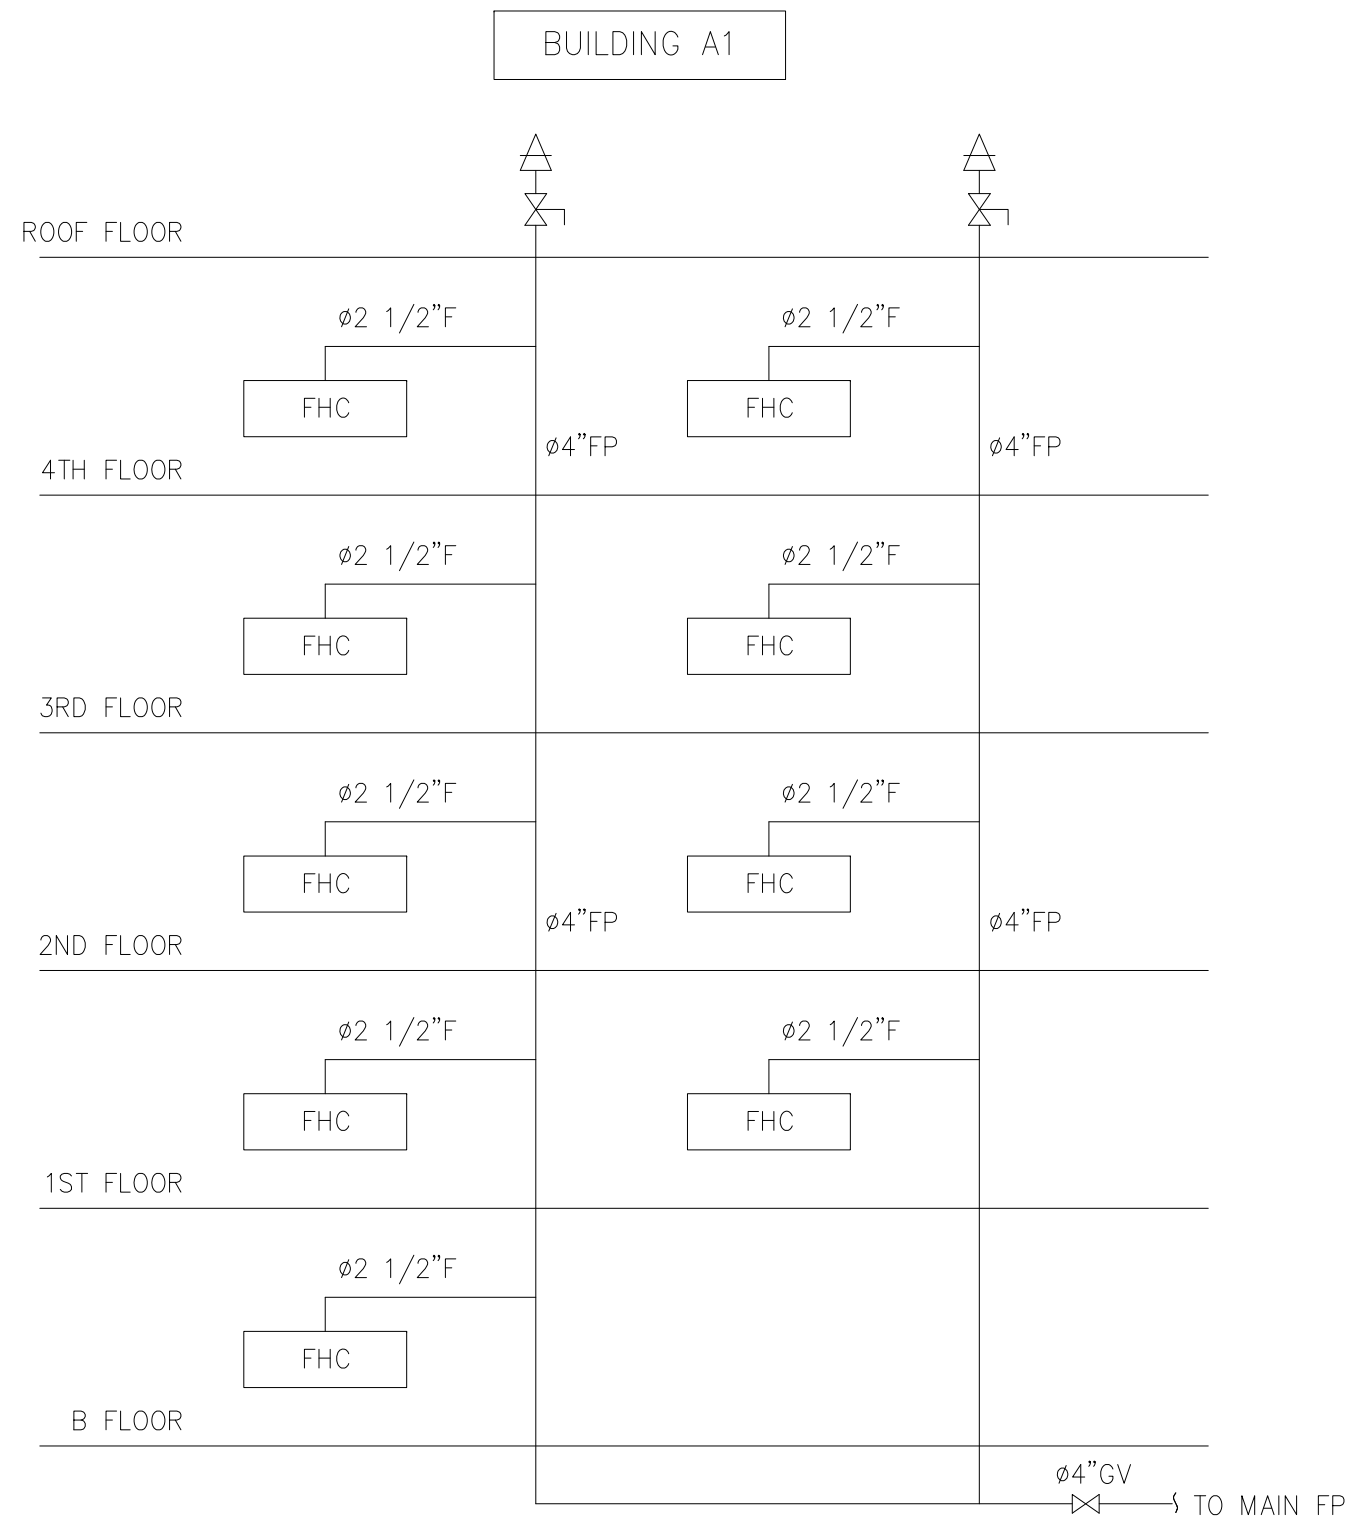 BUILDING A1
ROOF FLOOR
ø2 1/2”F
ø2 1/2”F
FHC
FHC
ø4”FP
ø4”FP
4TH FLOOR
ø2 1/2”F
ø2 1/2”F
FHC
FHC
3RD FLOOR
ø2 1/2”F
ø2 1/2”F
FHC
FHC
ø4”FP
ø4”FP
2ND FLOOR
ø2 1/2”F
ø2 1/2”F
FHC
FHC
1ST FLOOR
ø2 1/2”F
FHC
B FLOOR
ø4”GV
TO MAIN FP